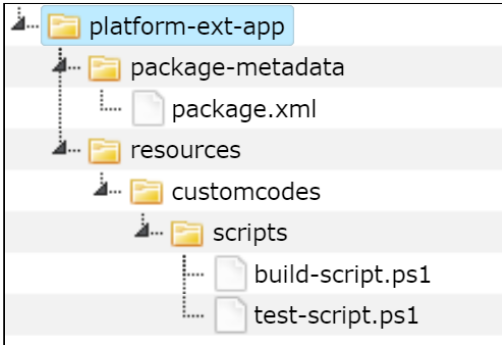 platform-ext-app
package-metadata
package.xml
resources
customcodes
scripts
build-script.ps1
test-script.ps1